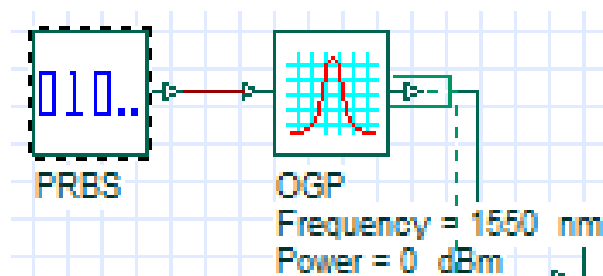 010..
PRBS
OGP
Frequency = 1550 nm
Power = 0 dBm